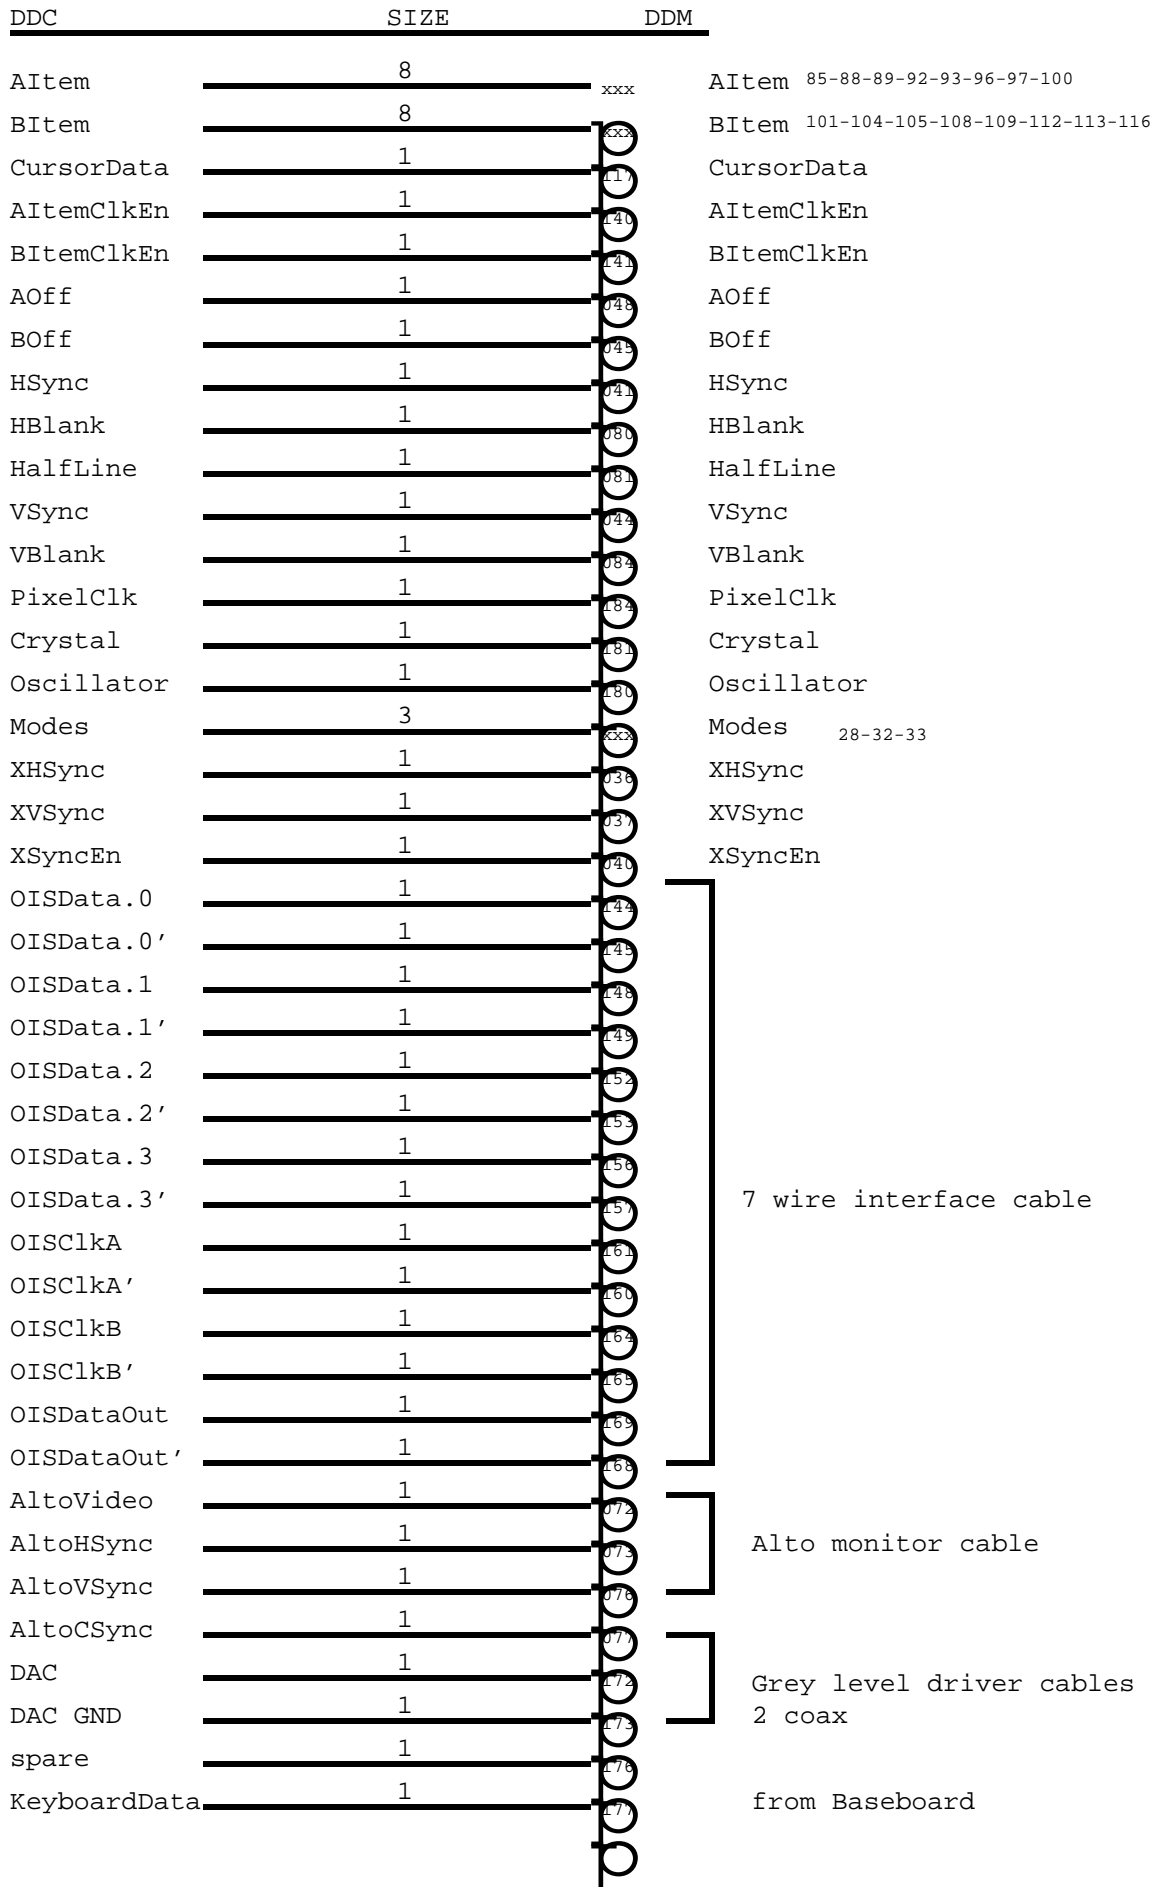 DDC SIZE DDM
AItem 8 xxx AItem 85-88-89-92-93-96-97-100
BItem 8 xxx BItem 101-104-105-108-109-112-113-116
CursorData 1 117 CursorData
AItemClkEn 1 140 AItemClkEn
BItemClkEn 1 141 BItemClkEn
AOff 1 048 AOff
BOff 1 045 BOff
HSync 1 041 HSync
HBlank 1 080 HBlank
HalfLine 1 081 HalfLine
VSync 1 044 VSync
VBlank 1 084 VBlank
PixelClk 1 184 PixelClk
Crystal 1 181 Crystal
Oscillator 1 180 Oscillator
Modes 3 xxx Modes 28-32-33
XHSync 1 036 XHSync
XVSync 1 037 XVSync
XSyncEn 1 040 XSyncEn
OISData.0 1 144
OISData.0' 1 145
OISData.1 1 148
OISData.1' 1 149
OISData.2 1 152
OISData.2' 1 153
OISData.3 1 156
OISData.3' 1 157 7 wire interface cable
OISClkA 1 161
OISClkA' 1 160
OISClkB 1 164
OISClkB' 1 165
OISDataOut 1 169
OISDataOut' 1 168
AltoVideo 1 072
AltoHSync 1 073 Alto monitor cable
AltoVSync 1 076
AltoCSync 1 077
DAC 1 172 Grey level driver cables
DAC GND 1 173 2 coax
spare 1 176
KeyboardData 1 177 from Baseboard